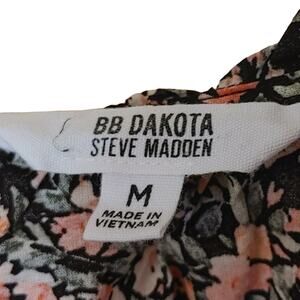 BB DAKOTA
STEVE MADDEN
M
MADE IN
VIETNAM